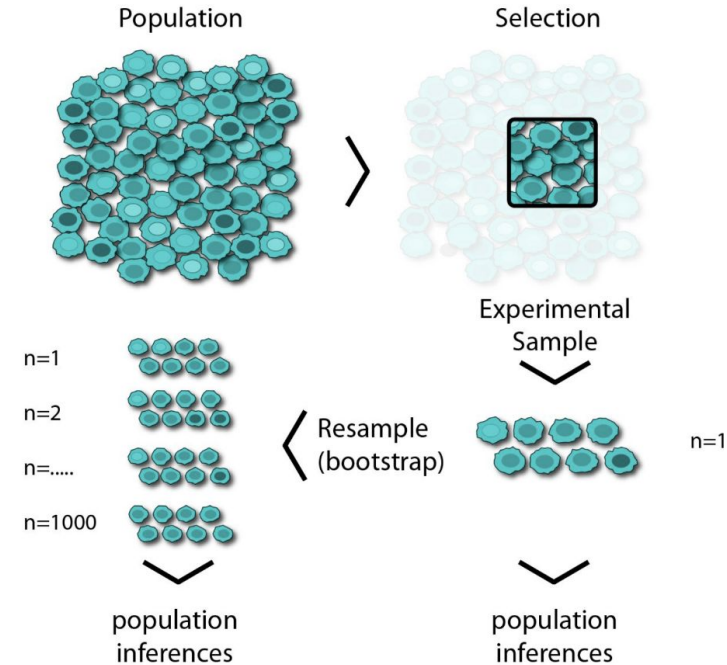 Population
Selection
Experimental
Sample
n=1
n=1
n=2
n=.....
n=1000
Resample
(bootstrap)
population
inferences
population
inferences